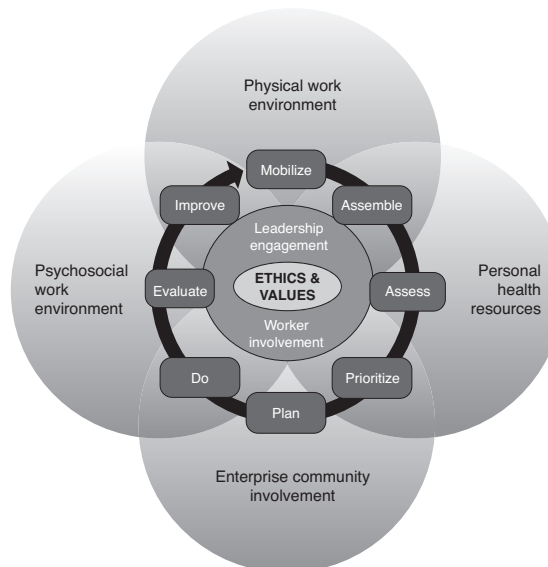 Physical work
environment
Mobilize
Improve
Assemble
Leadership
engagement
Psychosocial
work
environment
Evaluate
ETHICS &
VALUES
Assess
Personal
health
resources
Worker
involvement
Do
Prioritize
Plan
Enterprise community
involvement